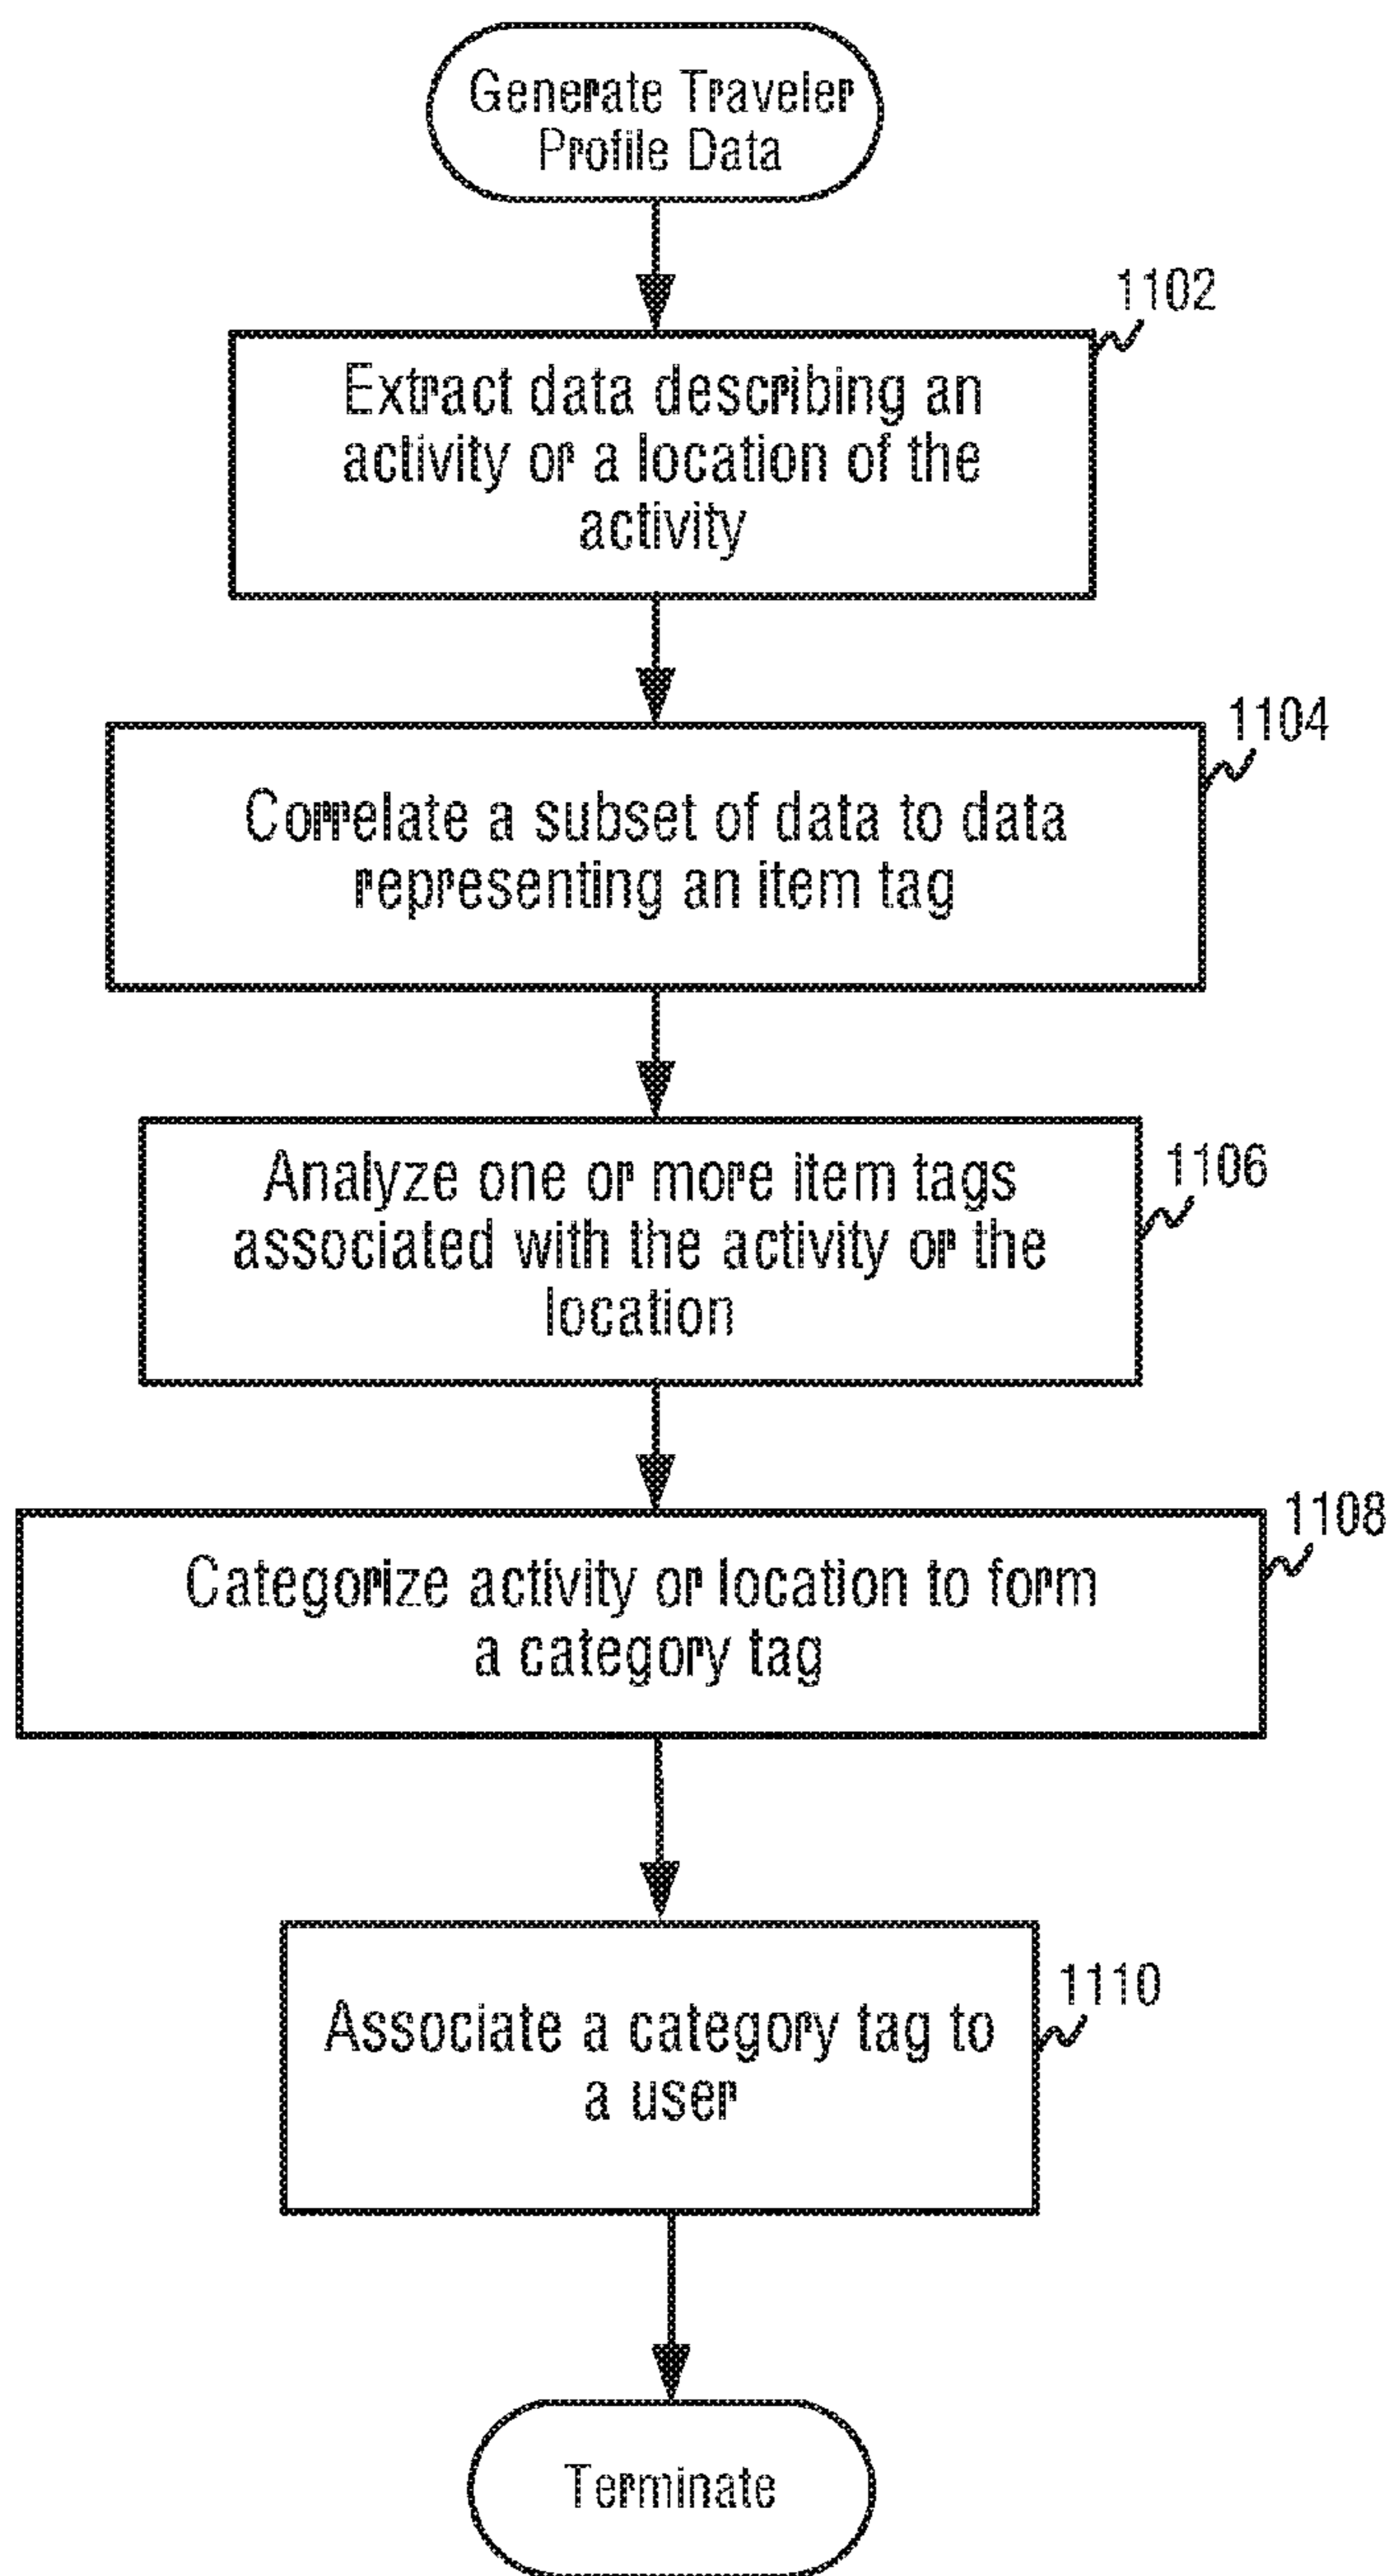 Generate Traveler
Profile Data
1102
Extract data describing an
activity or a location of the
activity
1104
Correlate a subset of data to data
representing an item tag
1106
Analyze one or more item tags
associated with the activity or the
location
1108
Categorize activity or location to form
a category tag
1110
Associate a category tag to
a user
Terminate